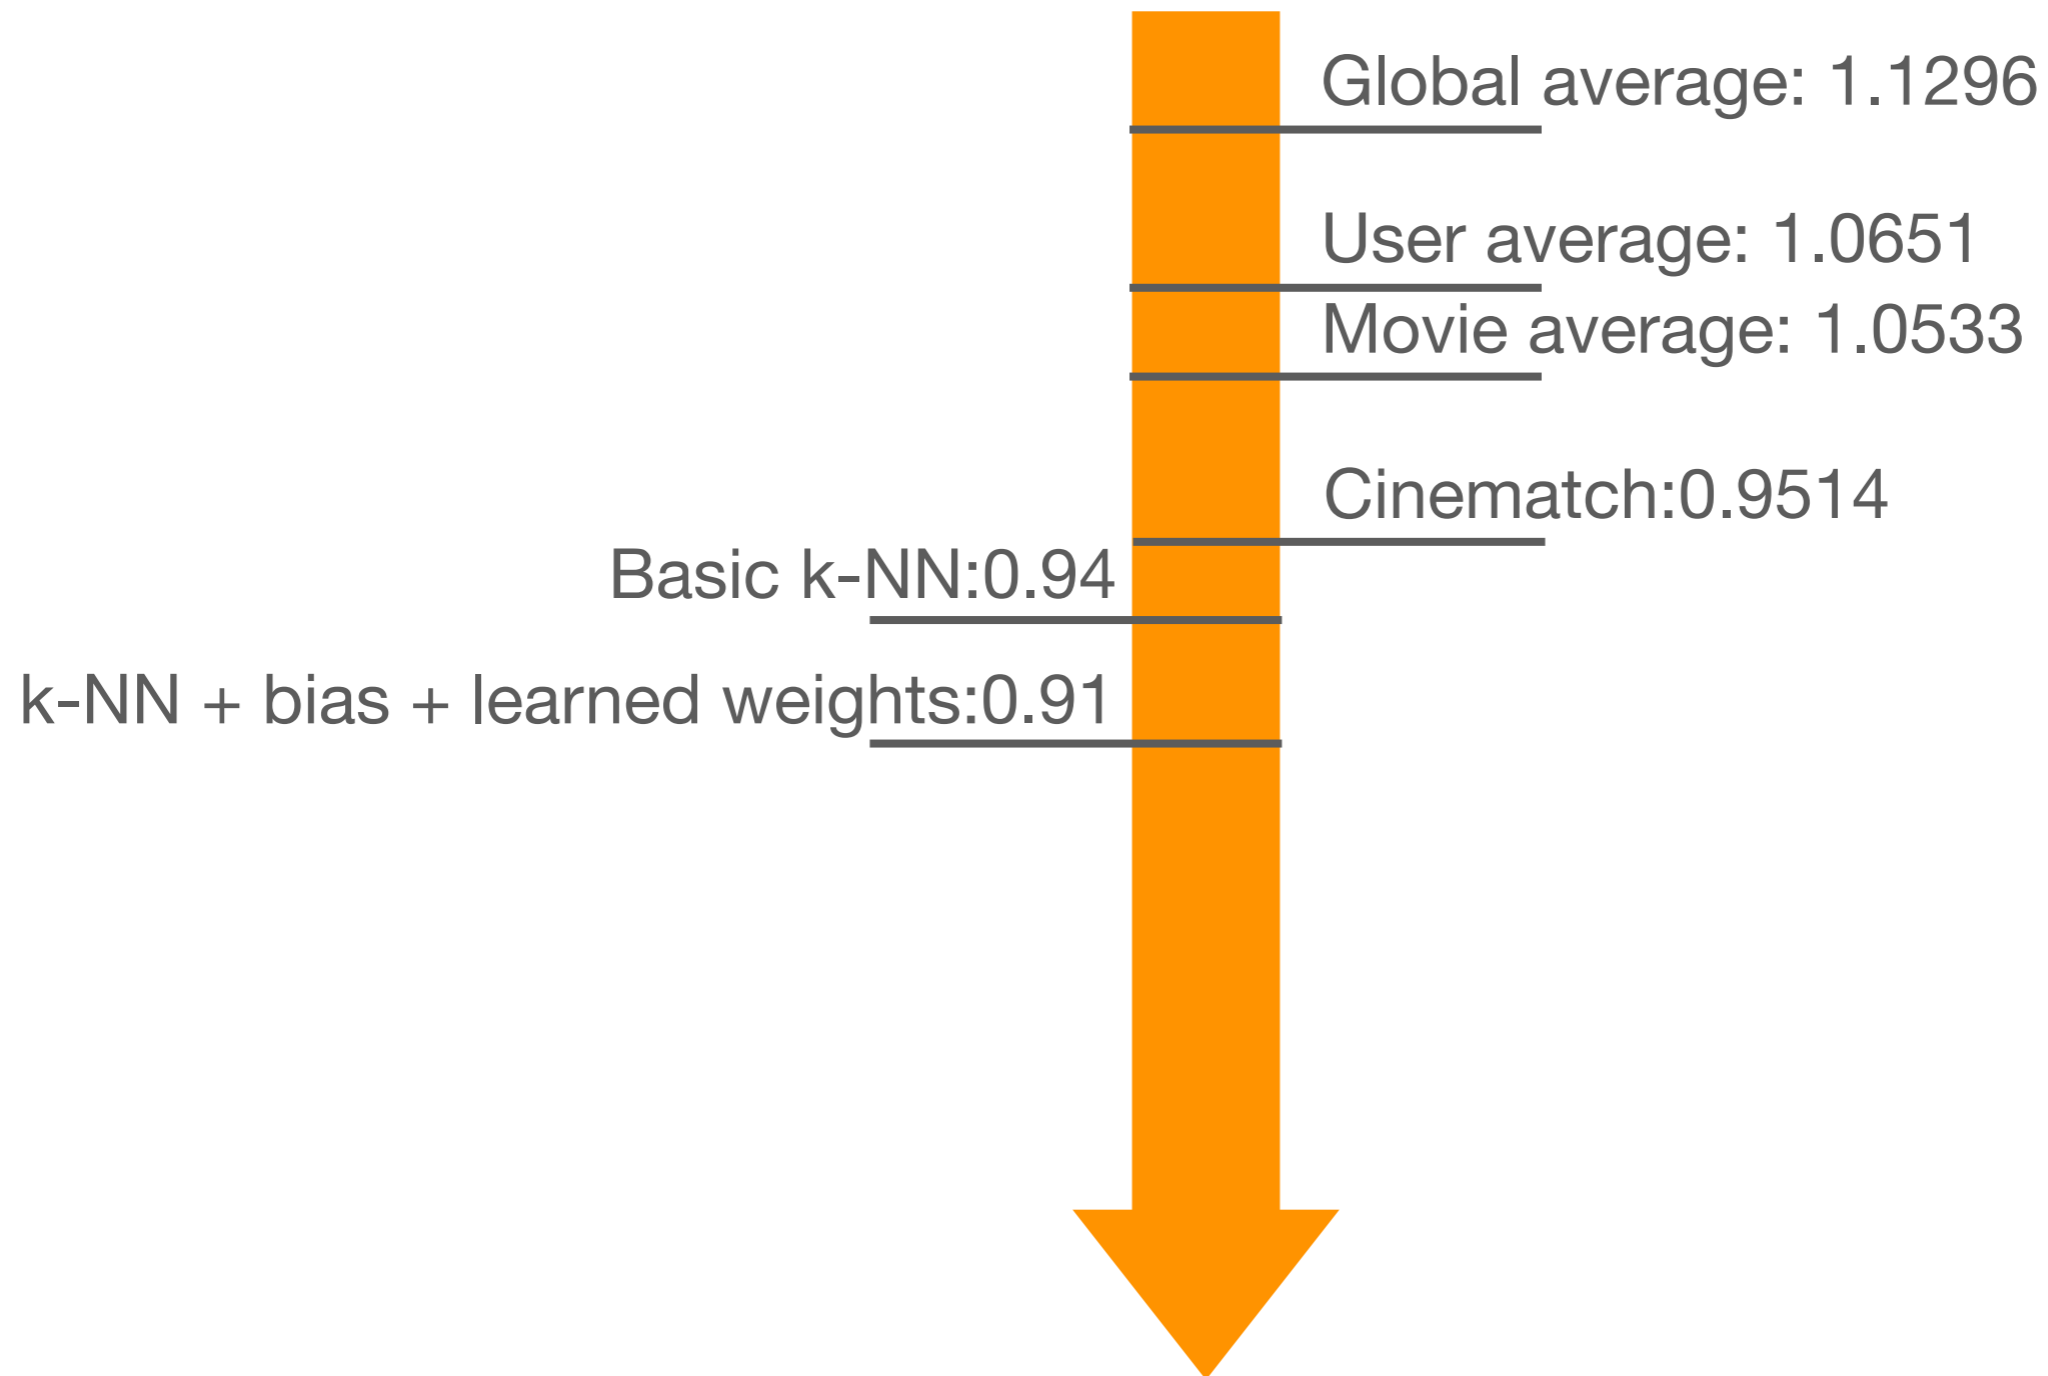 Global average: 1.1296
User average: 1.0651
Movie average: 1.0533
Cinematch:0.9514
Basic k-NN:0.94
k-NN + bias + learned weights:0.91